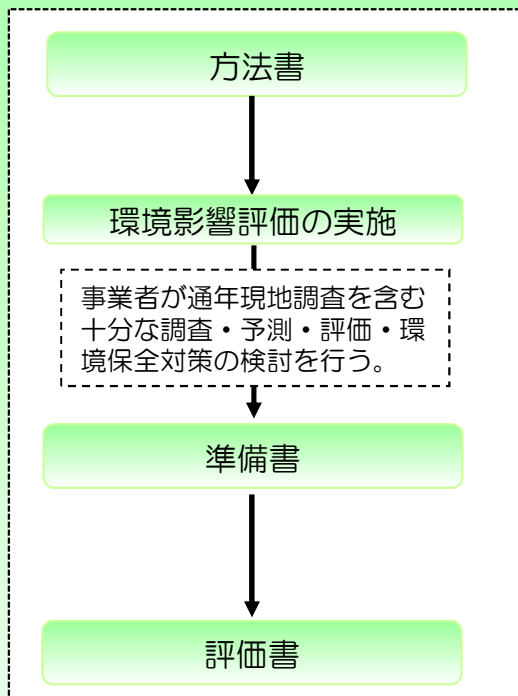 方法書
環境影響評価の実施
事業者が通年現地調査を含む
十分な調査・予測・評価・環
境保全対策の検討を行う。
準備書
評価書